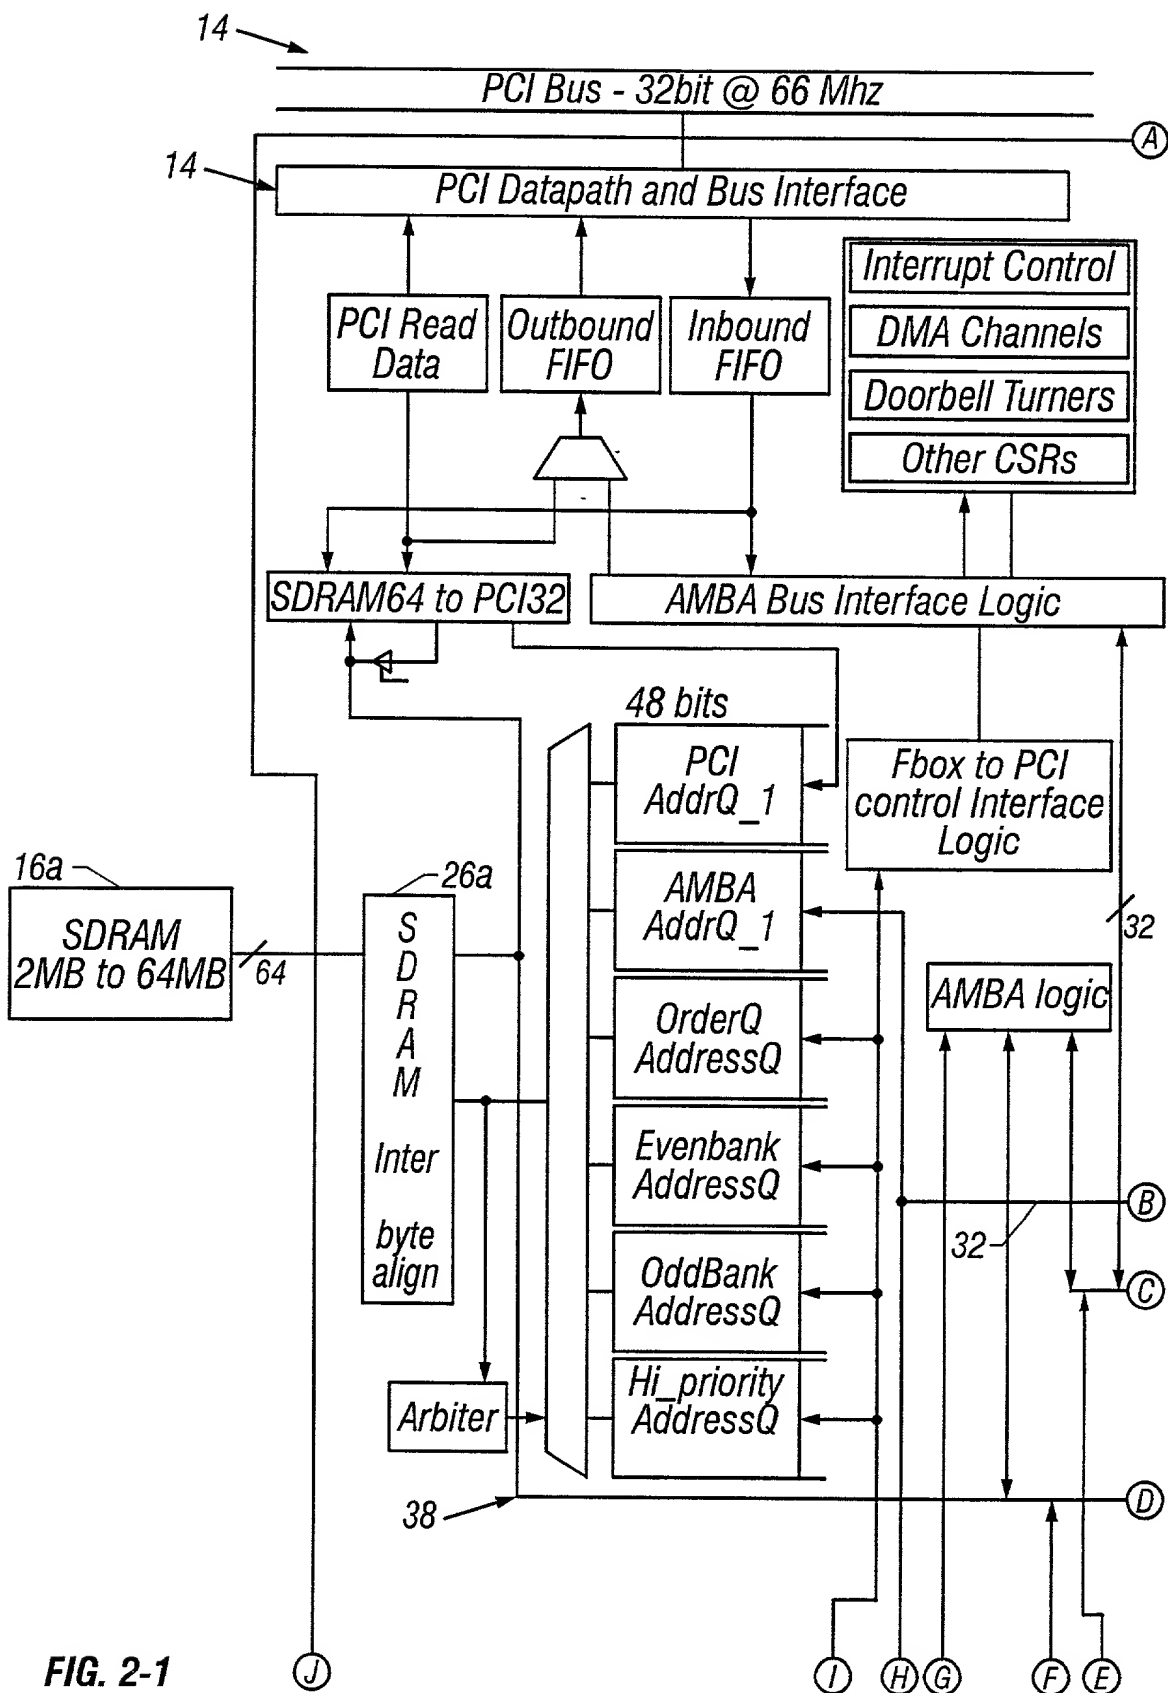 14
PCI Bus - 32bit @ 66 Mhz
A
14
PCI Datapath and Bus Interface
PCI Read
Data
Outbound
FIFO
Inbound
FIFO
Interrupt Control
DMA Channels
Doorbell Turners
Other CSRs
SDRAM64 to PCI32
AMBA Bus Interface Logic
48 bits
PCI
AddrQ_1
Fbox to PCI
control Interface
Logic
16a
SDRAM
2MB to 64MB
64
26a
S
D
R
A
M
Inter
byte
align
AMBA
AddrQ_1
32
AMBA logic
OrderQ
AddressQ
Evenbank
AddressQ
B
32
OddBank
AddressQ
C
Hi_priority
AddressQ
Arbiter
38
D
FIG. 2-1
J
I
H
G
F
E